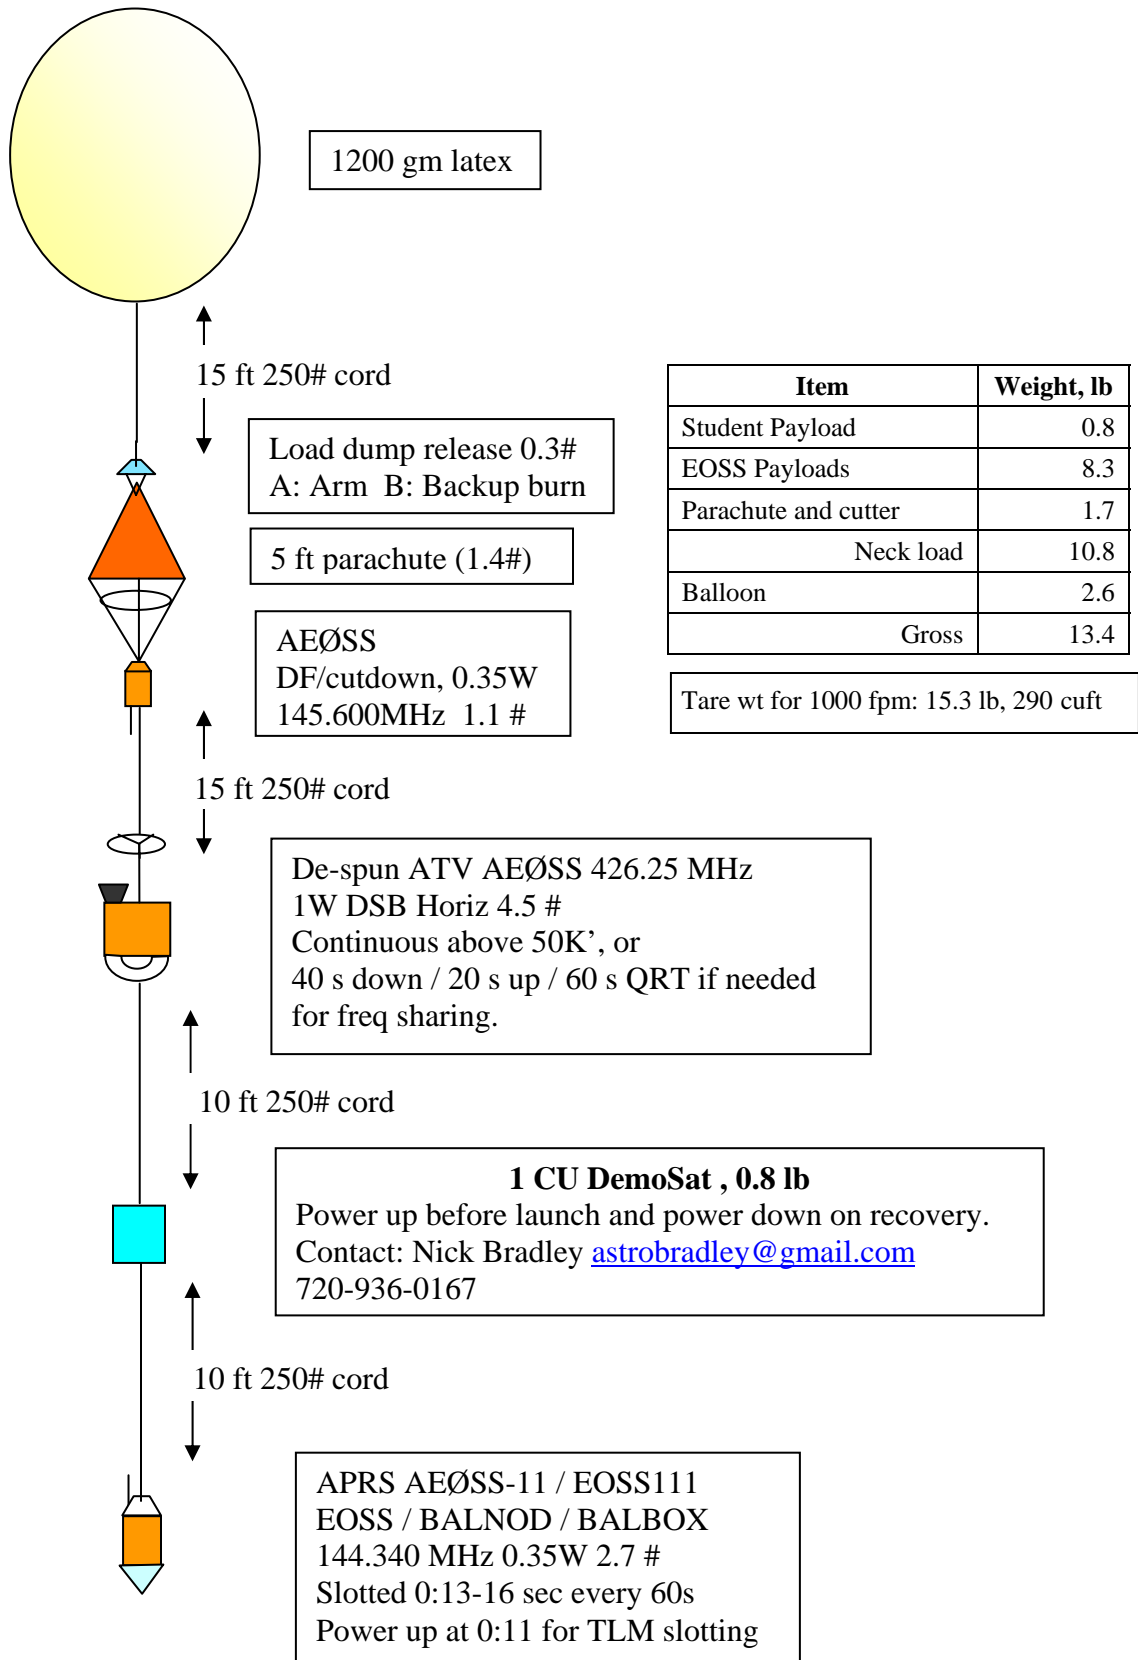 1200 gm latex
15 ft 250# cord
Load dump release 0.3#
A: Arm  B: Backup burn
5 ft parachute (1.4#)
AEØSS
DF/cutdown, 0.35W
145.600MHz  1.1 #
Item Weight, lb
Student Payload 0.8
EOSS Payloads 8.3
Parachute and cutter 1.7
Neck load 10.8
Balloon 2.6
Gross 13.4
Tare wt for 1000 fpm: 15.3 lb, 290 cuft
15 ft 250# cord
De-spun ATV AEØSS 426.25 MHz
1W DSB Horiz 4.5 #
Continuous above 50K’, or
40 s down / 20 s up / 60 s QRT if needed
for freq sharing.
10 ft 250# cord
1 CU DemoSat , 0.8 lb
Power up before launch and power down on recovery.
Contact: Nick Bradley astrobradley@gmail.com
720-936-0167
10 ft 250# cord
APRS AEØSS-11 / EOSS111
EOSS / BALNOD / BALBOX
144.340 MHz 0.35W 2.7 #
Slotted 0:13-16 sec every 60s
Power up at 0:11 for TLM slotting